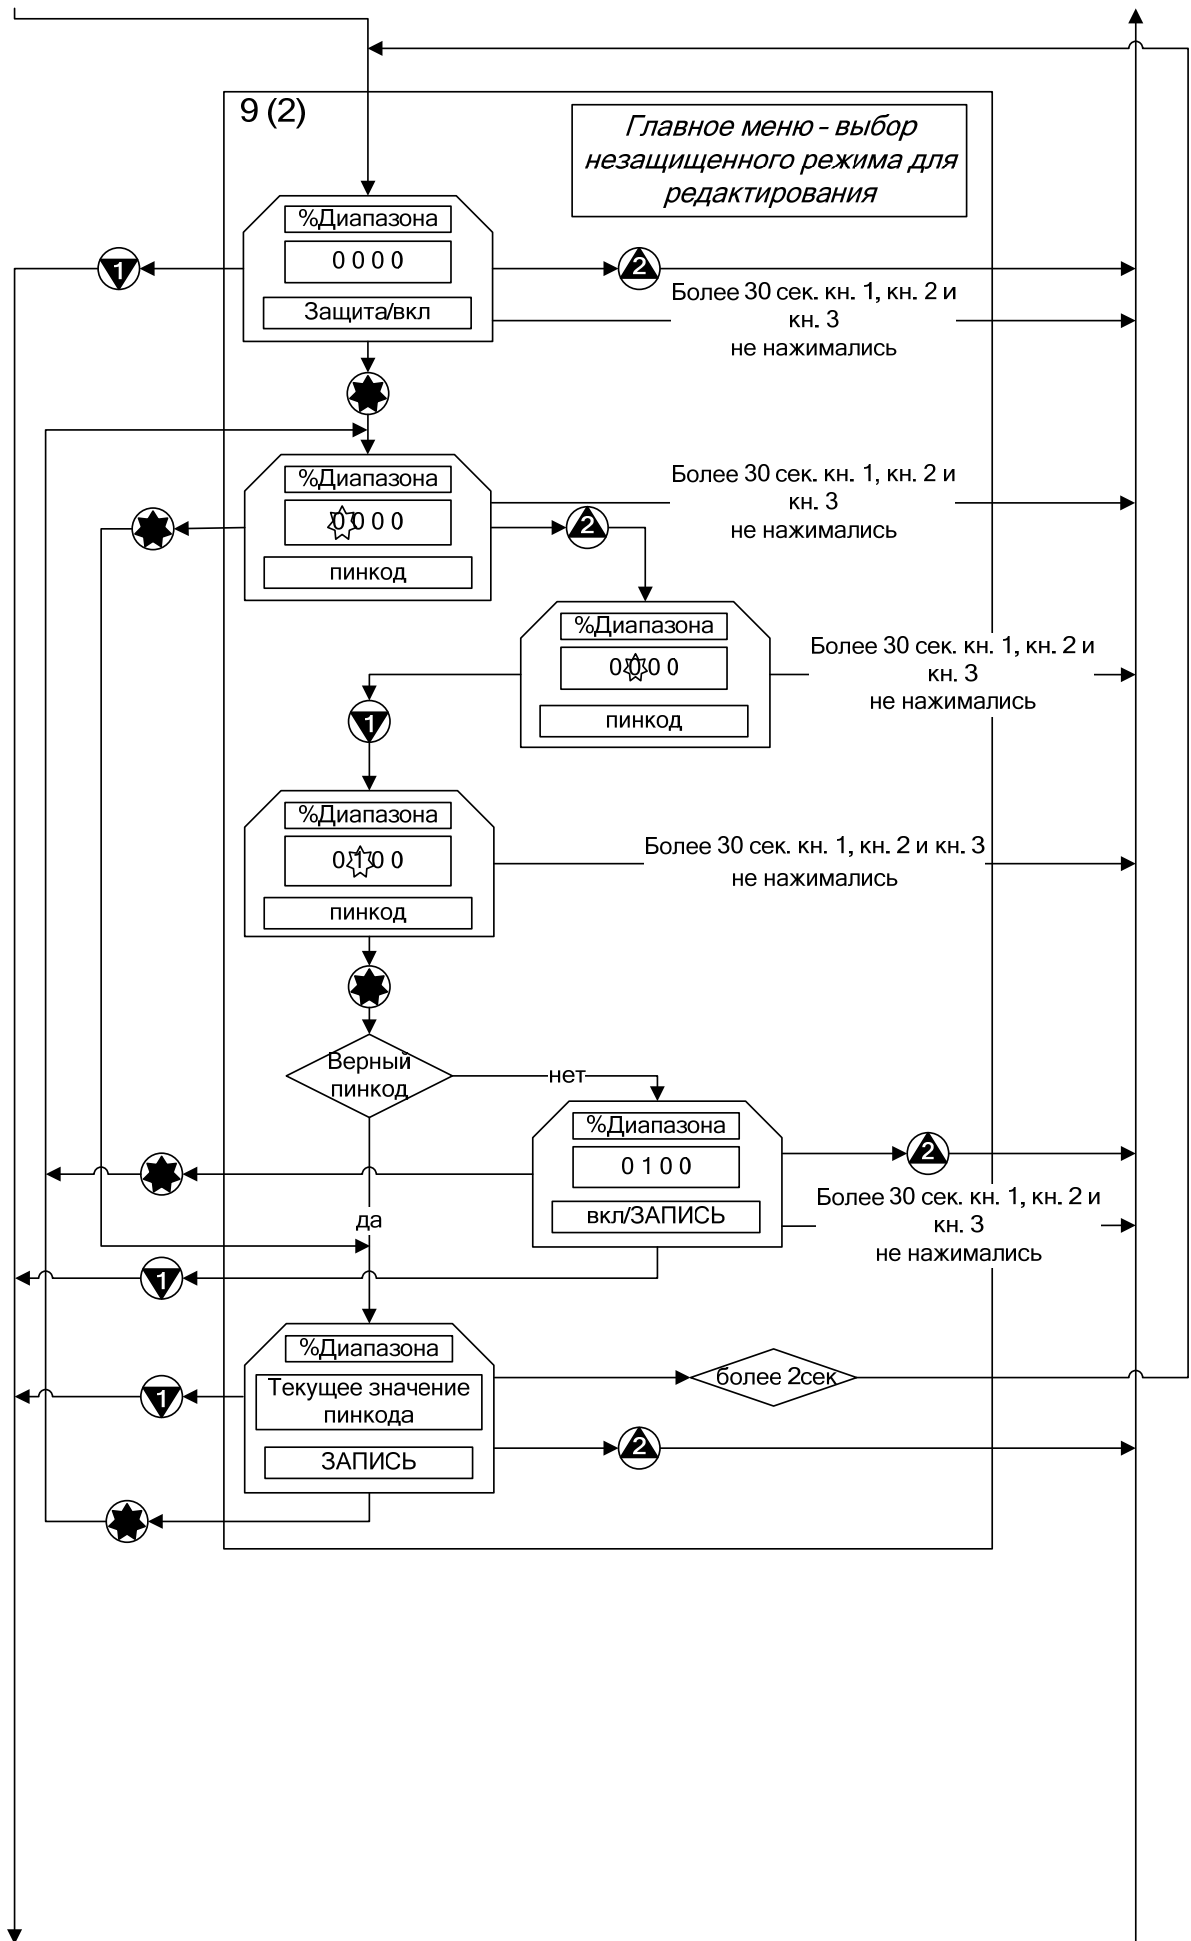 9 (2)
Главное меню - выбор
незащищенного режима для
редактирования
%Диапазона
0 0 0 0
Защита/вкл
1
2
Более 30 сек. кн. 1, кн. 2 и
кн. 3
не нажимались
%Диапазона
0 0 0 0
пинкод
2
Более 30 сек. кн. 1, кн. 2 и
кн. 3
не нажимались
%Диапазона
0 0 0 0
пинкод
Более 30 сек. кн. 1, кн. 2 и
кн. 3
не нажимались
1
%Диапазона
0 1 0 0
пинкод
Более 30 сек. кн. 1, кн. 2 и кн. 3
не нажимались
Верный
пинкод
нет
%Диапазона
0 1 0 0
вкл/ЗАПИСЬ
2
Более 30 сек. кн. 1, кн. 2 и
кн. 3
не нажимались
да
1
%Диапазона
Текущее значение
пинкода
ЗАПИСЬ
1
более 2сек
2